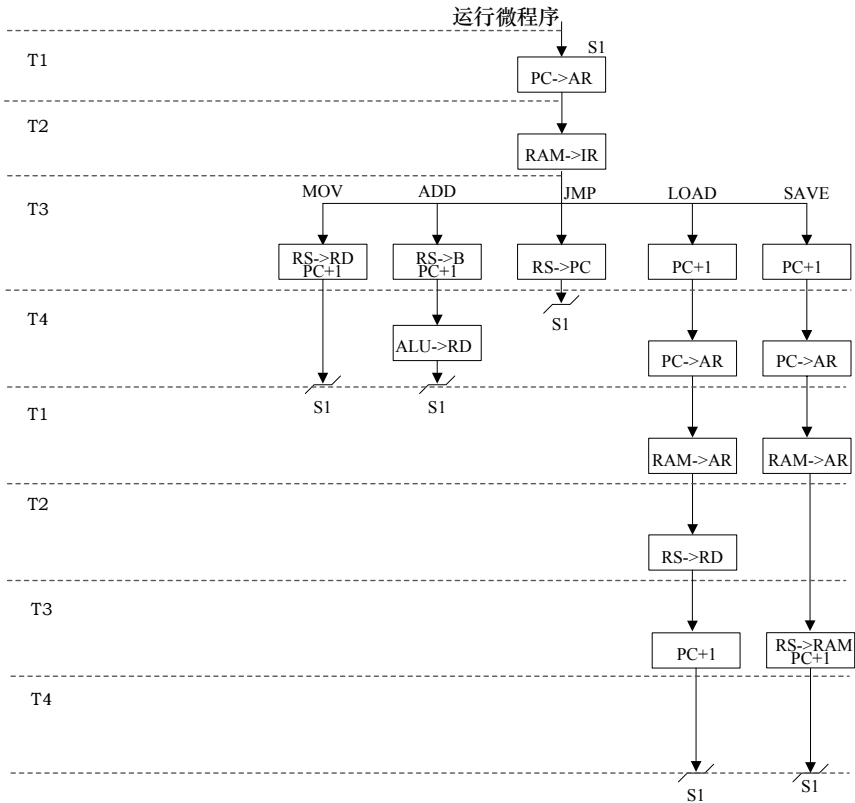 运行微程序
T1
S1
PC->AR
T2
RAM->IR
T3
MOV
ADD
JMP
LOAD
SAVE
RS->RD
PC+1
RS->B
PC+1
RS->PC
PC+1
PC+1
T4
S1
ALU->RD
PC->AR
PC->AR
S1
S1
T1
RAM->AR
RAM->AR
T2
RS->RD
T3
PC+1
RS->RAM
PC+1
T4
S1
S1